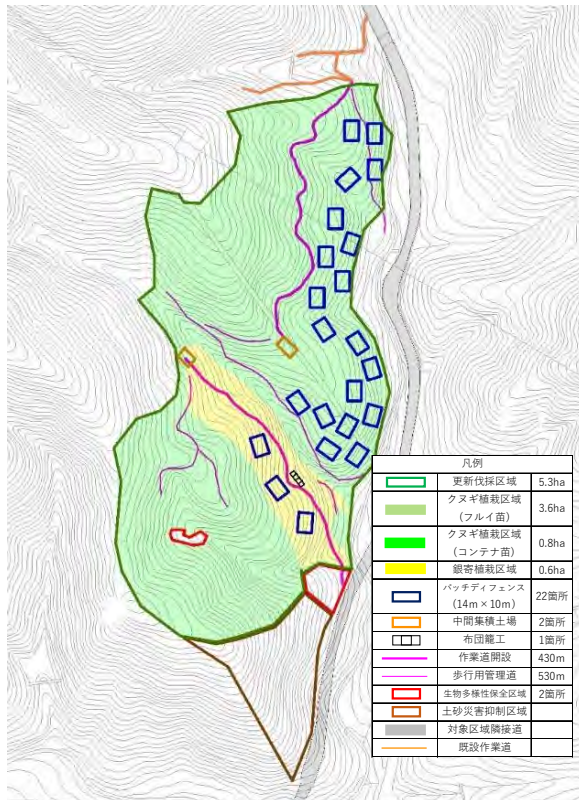 凡例
更新伐採区域 5.3ha
クヌギ植栽区域
(フルイ苗) 3.6ha
クヌギ植栽区域
(コンテナ苗) 0.8ha
銀寄植栽区域 0.6ha
パッチディフェンス
(14m×10m) 22箇所
中間集積土場 2箇所
布団籠工 1箇所
作業道開設 430m
歩行用管理道 530m
生物多様性保全区域 2箇所
土砂災害抑制区域
対象区域隣接道
既設作業道